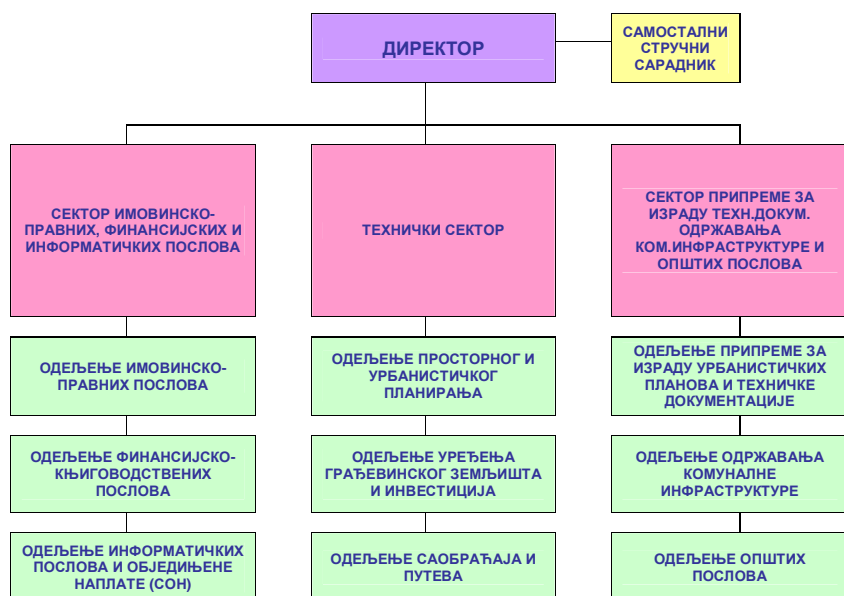 ДИРЕКТОР
САМОСТАЛНИ
СТРУЧНИ
САРАДНИК
СЕКТОР ИМОВИНСКО-
ПРАВНИХ, ФИНАНСИЈСКИХ И
ИНФОРМАТИЧКИХ ПОСЛОВА
ТЕХНИЧКИ СЕКТОР
СЕКТОР ПРИПРЕМЕ ЗА
ИЗРАДУ ТЕХН.ДОКУМ.
ОДРЖАВАЊА
КОМ.ИНФРАСТРУКТУРЕ И
ОПШТИХ ПОСЛОВА
ОДЕЉЕЊЕ ИМОВИНСКО-
ПРАВНИХ ПОСЛОВА
ОДЕЉЕЊЕ ПРОСТОРНОГ И
УРБАНИСТИЧКОГ
ПЛАНИРАЊА
ОДЕЉЕЊЕ ПРИПРЕМЕ ЗА
ИЗРАДУ УРБАНИСТИЧКИХ
ПЛАНОВА И ТЕХНИЧКЕ
ДОКУМЕНТАЦИЈЕ
ОДЕЉЕЊЕ ФИНАНСИЈСКО-
КЊИГОВОДСТВЕНИХ
ПОСЛОВА
ОДЕЉЕЊЕ УРЕЂЕЊА
ГРАЂЕВИНСКОГ ЗЕМЉИШТА
И ИНВЕСТИЦИЈА
ОДЕЉЕЊЕ ОДРЖАВАЊА
КОМУНАЛНЕ
ИНФРАСТРУКТУРЕ
ОДЕЉЕЊЕ ИНФОРМАТИЧКИХ
ПОСЛОВА И ОБЈЕДИЊЕНЕ
НАПЛАТЕ (СОН)
ОДЕЉЕЊЕ САОБРАЋАЈА И
ПУТЕВА
ОДЕЉЕЊЕ ОПШТИХ
ПОСЛОВА